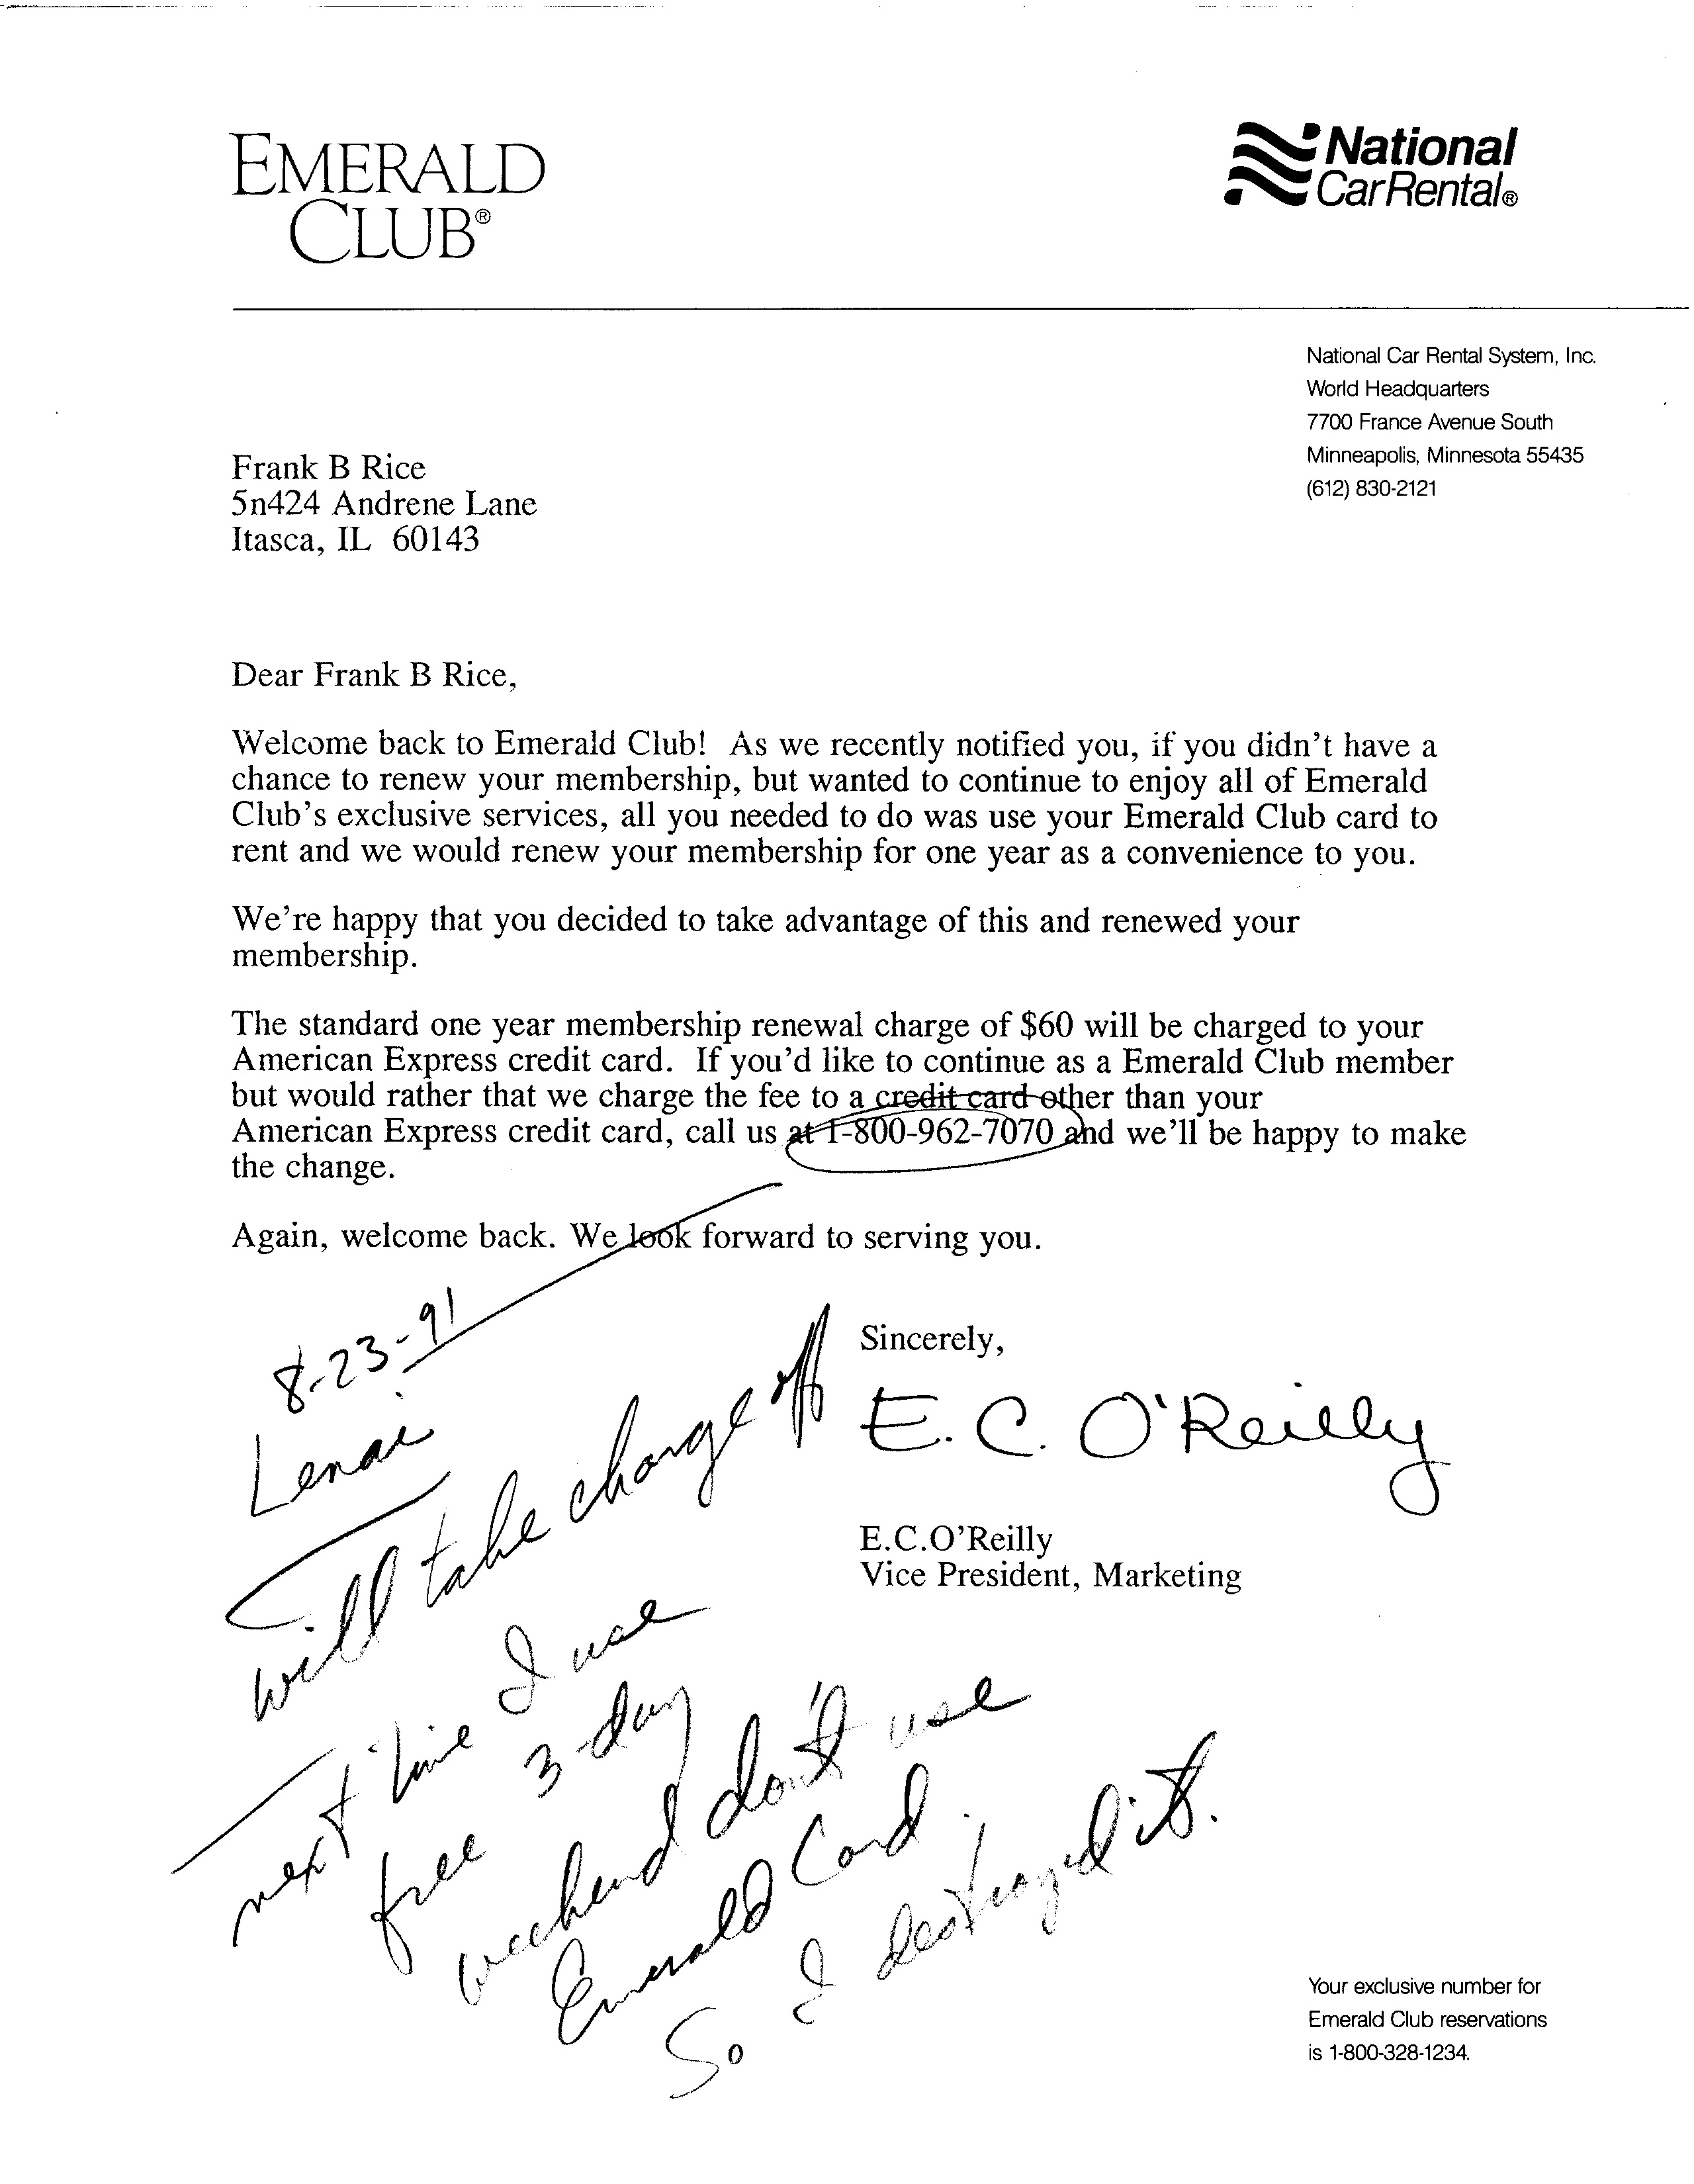 EMERALD
CLUB®
National
CarRental®
National Car Rental System, Inc.
World Headquarters
7700 France Avenue South
Minneapolis, Minnesota 55435
(612) 830-2121
Frank B Rice
5n424 Andrene Lane
Itasca, IL 60143
Dear Frank B Rice,
Welcome back to Emerald Club! As we recently notified you, if you didn't have a
chance to renew your membership, but wanted to continue to enjoy all of Emerald
Club's exclusive services, all you needed to do was use your Emerald Club card to
rent and we would renew your membership for one year as a convenience to you.
We're happy that you decided to take advantage of this and renewed your
membership.
The standard one year membership renewal charge of $60 will be charged to your
American Express credit card. If you'd like to continue as a Emerald Club member
but would rather that we charge the fee to a credit card other than your
American Express credit card, call us at 1-800-962-7070 and we'll be happy to make
the change.
Again, welcome back. We look forward to serving you.
Sincerely,
E. C. O'Reilly
E.C.O'Reilly
Vice President, Marketing
8-23-91
Lenai
will take charge off
next time I use
free 3-day
weekend don't use
Emerald Card.
So I destroyed it.
Your exclusive number for
Emerald Club reservations
is 1-800-328-1234.